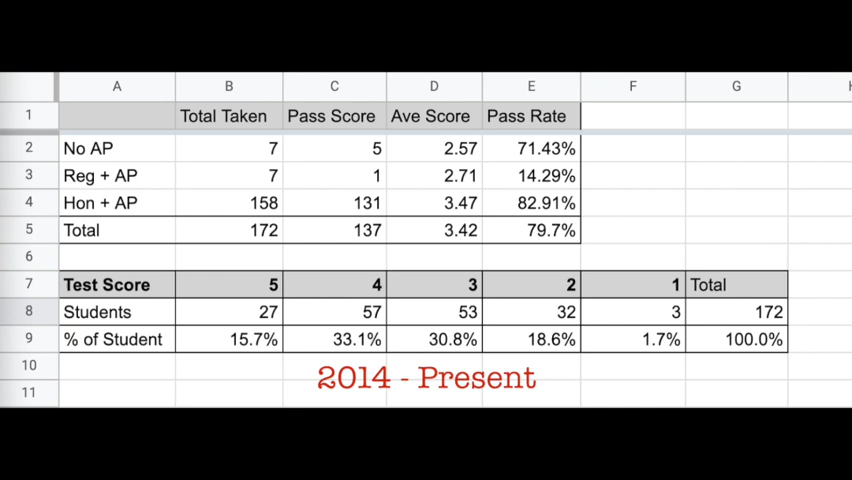 A B C D E F G
1 Total Taken Pass Score Ave Score Pass Rate
2 No AP 7 5 2.57 71.43%
3 Reg + AP 7 1 2.71 14.29%
4 Hon + AP 158 131 3.47 82.91%
5 Total 172 137 3.42 79.7%
6
7 Test Score 5 4 3 2 1 Total
8 Students 27 57 53 32 3 172
9 % of Student 15.7% 33.1% 30.8% 18.6% 1.7% 100.0%
10
2014 - Present
11